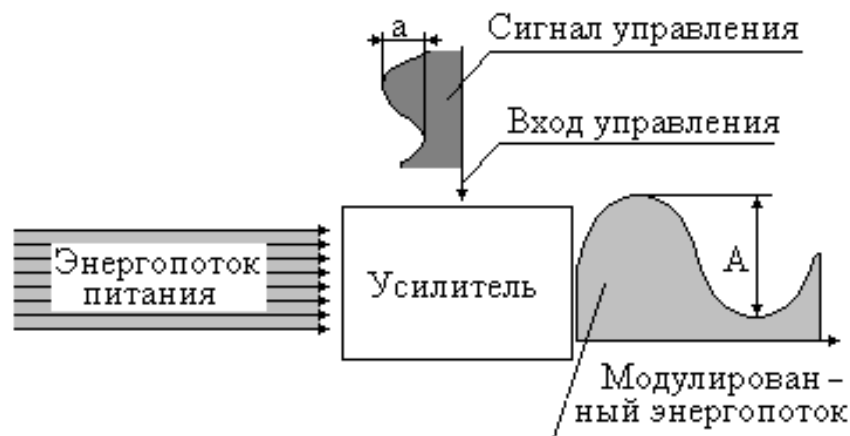 a
Сигнал управления
Вход управления
Энергопоток
питания
Усилитель
A
Модулирован –
ный энергопоток